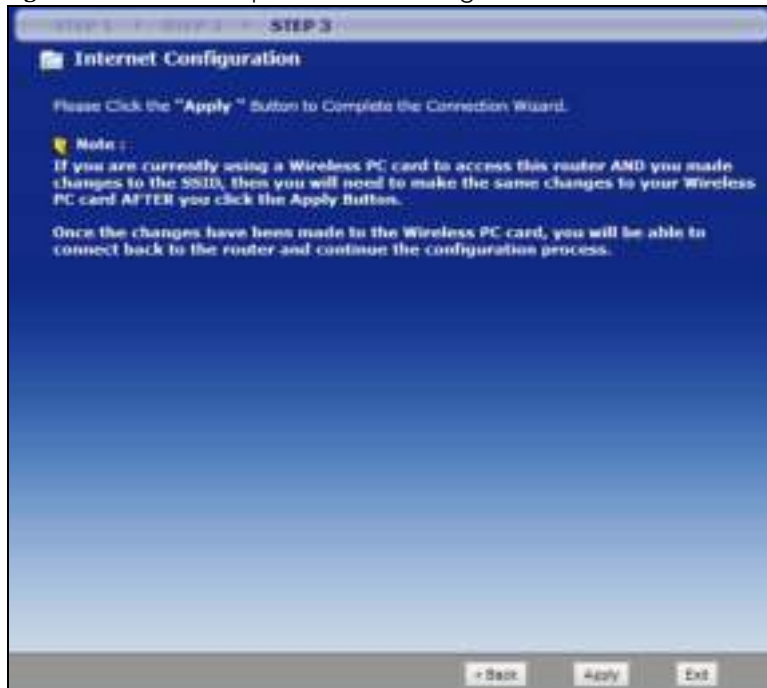 STEP 1 STEP 2 STEP 3
Internet Configuration
Please Click the "Apply " Button to Complete the Connection Wizard.
Note :
If you are currently using a Wireless PC card to access this router AND you made
changes to the SSID, then you will need to make the same changes to your Wireless
PC card AFTER you click the Apply Button.
Once the changes have been made to the Wireless PC card, you will be able to
connect back to the router and continue the configuration process.
< Back Apply Exit